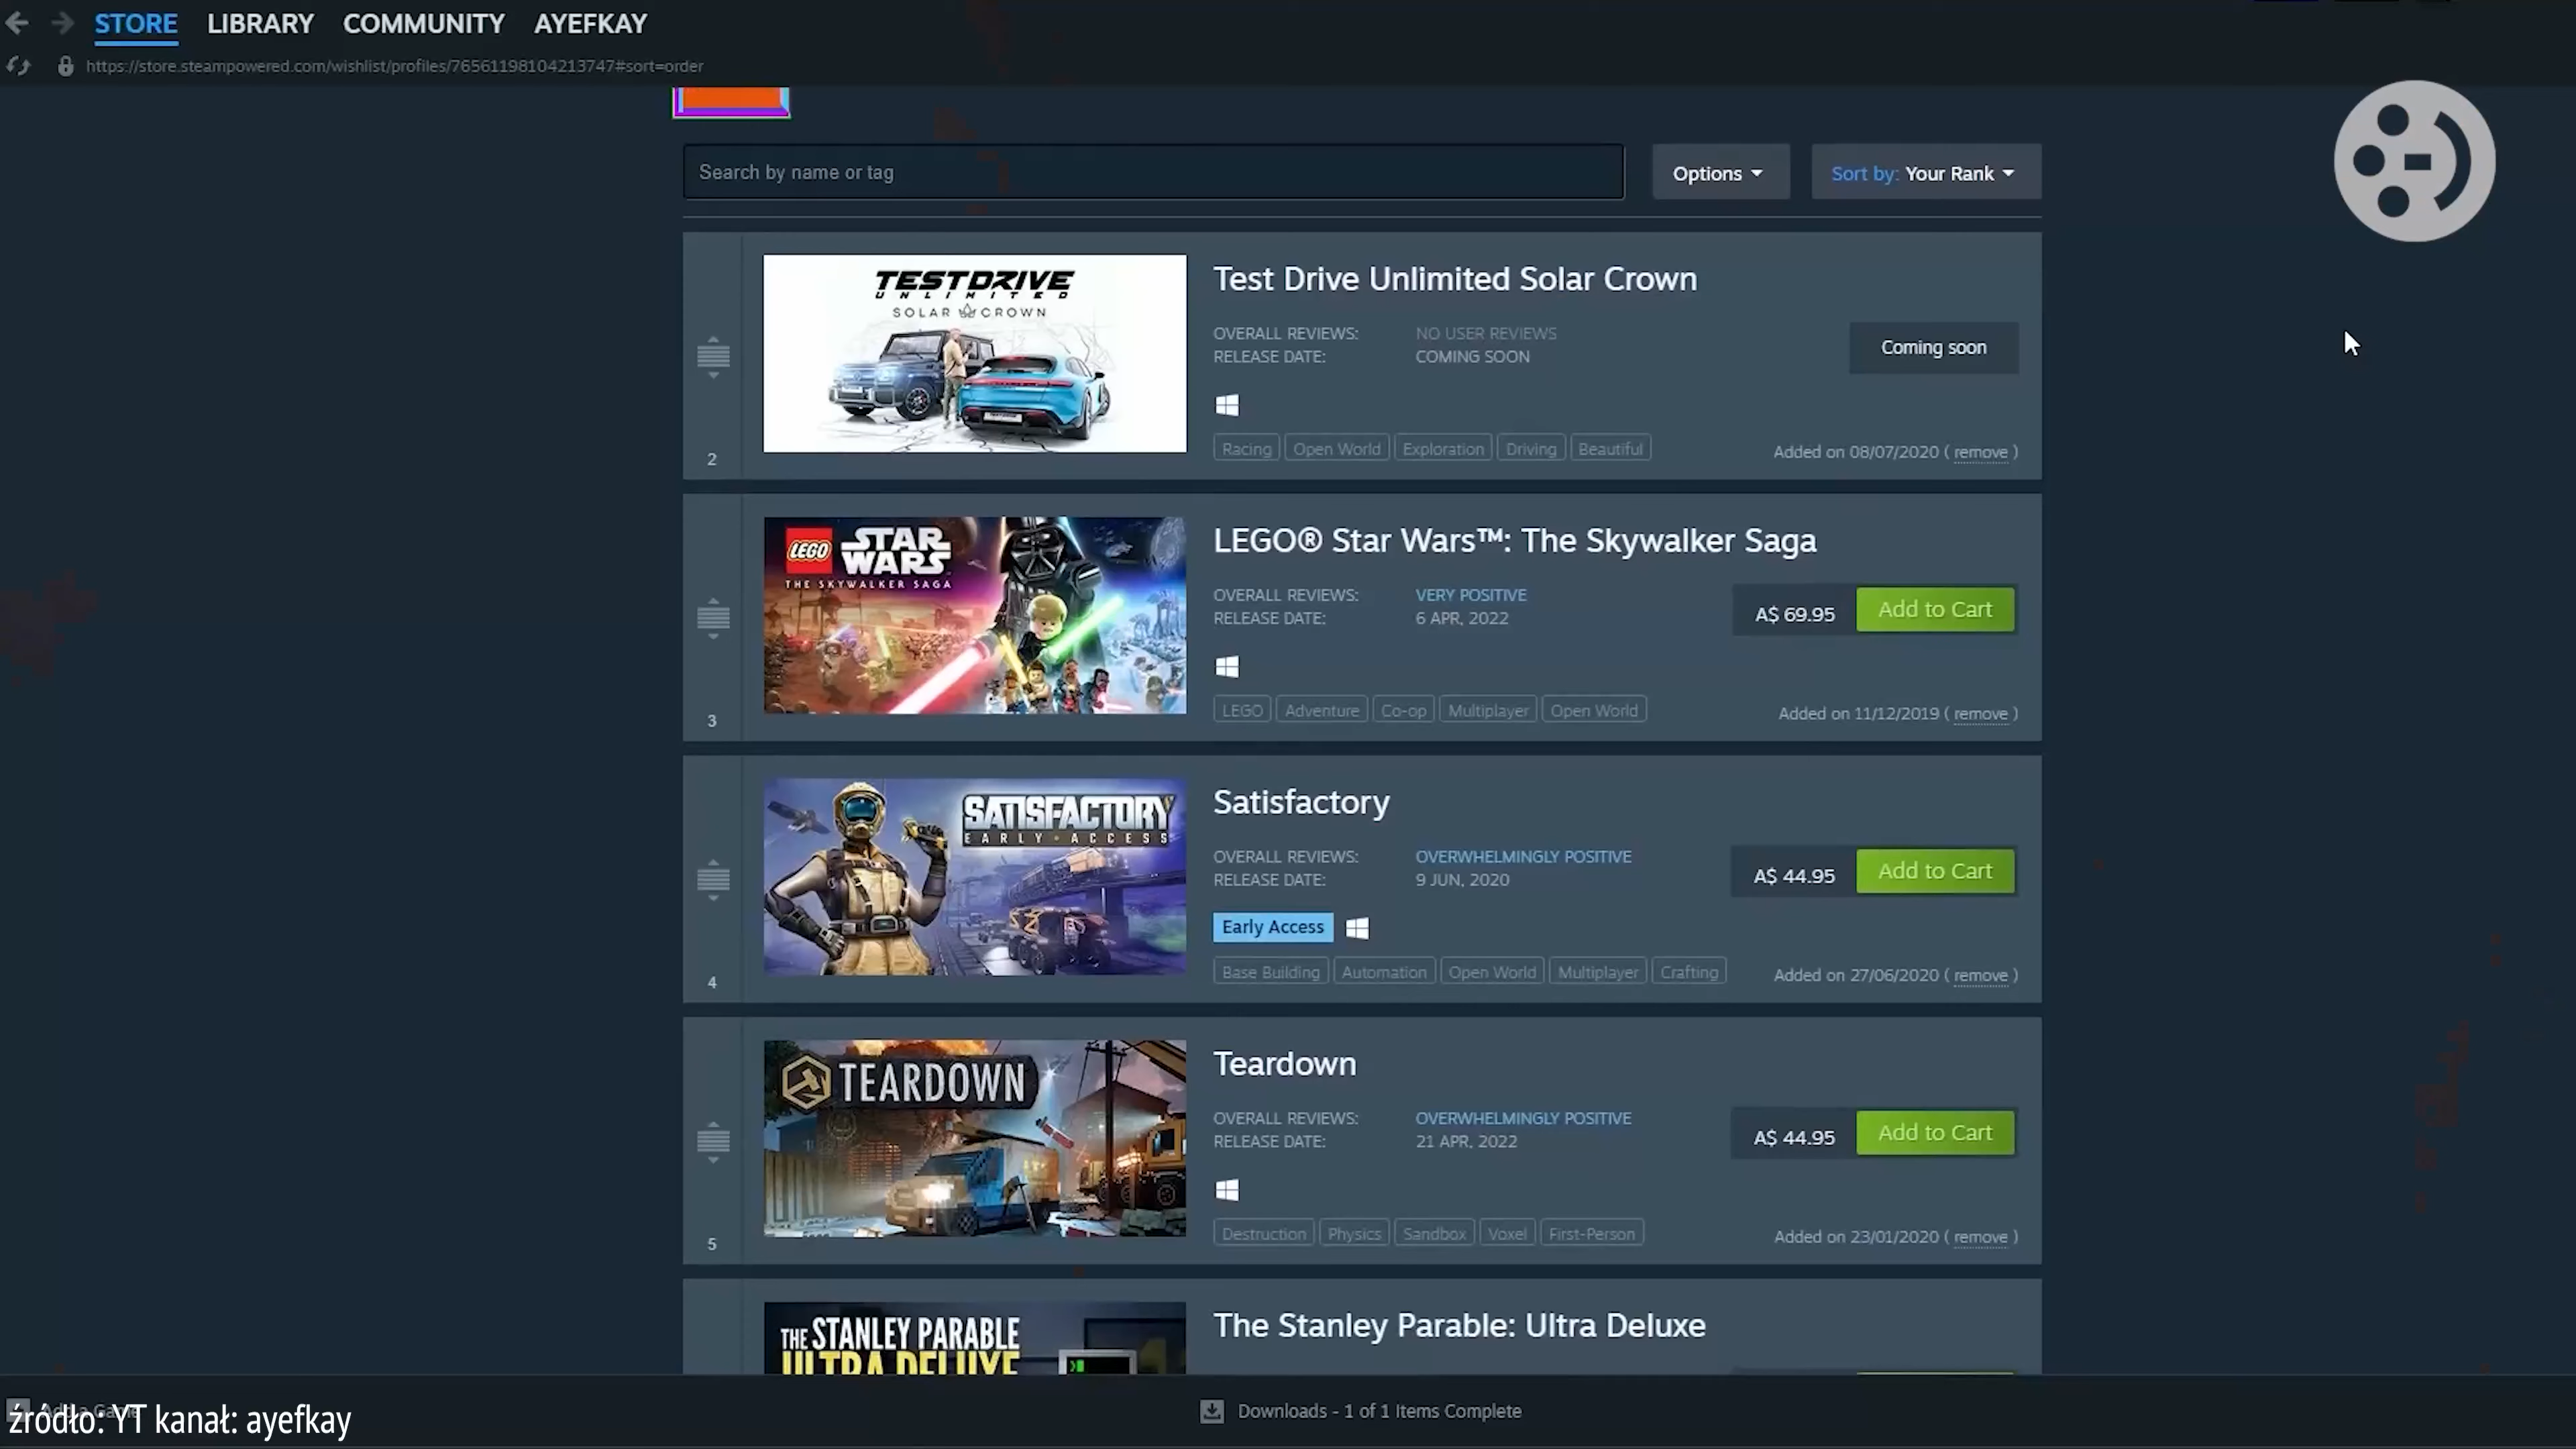 STORE LIBRARY COMMUNITY AYEFKAY
https://store.steampowered.com/wishlist/profiles/76561198104213747#sort=order
Search by name or tag
Options
Sort by: Your Rank
TEST DRIVE
UNLIMITED
SOLAR CROWN
Test Drive Unlimited Solar Crown
OVERALL REVIEWS: NO USER REVIEWS
RELEASE DATE: COMING SOON
Coming soon
Racing Open World Exploration Driving Beautiful
Added on 08/07/2020 ( remove )
2
LEGO STAR WARS
THE SKYWALKER SAGA
LEGO® Star Wars™: The Skywalker Saga
OVERALL REVIEWS: VERY POSITIVE
RELEASE DATE: 6 APR, 2022
A$ 69.95 Add to Cart
LEGO Adventure Co-op Multiplayer Open World
Added on 11/12/2019 ( remove )
3
SATISFACTORY
EARLY ACCESS
Satisfactory
OVERALL REVIEWS: OVERWHELMINGLY POSITIVE
RELEASE DATE: 9 JUN, 2020
A$ 44.95 Add to Cart
Early Access
Base Building Automation Open World Multiplayer Crafting
Added on 27/06/2020 ( remove )
4
TEARDOWN
Teardown
OVERALL REVIEWS: OVERWHELMINGLY POSITIVE
RELEASE DATE: 21 APR, 2022
A$ 44.95 Add to Cart
Destruction Physics Sandbox Voxel First-Person
Added on 23/01/2020 ( remove )
5
THE STANLEY PARABLE
ULTRA DELUXE
The Stanley Parable: Ultra Deluxe
Add a Game
źródło: YT kanał: ayefkay
Downloads - 1 of 1 Items Complete